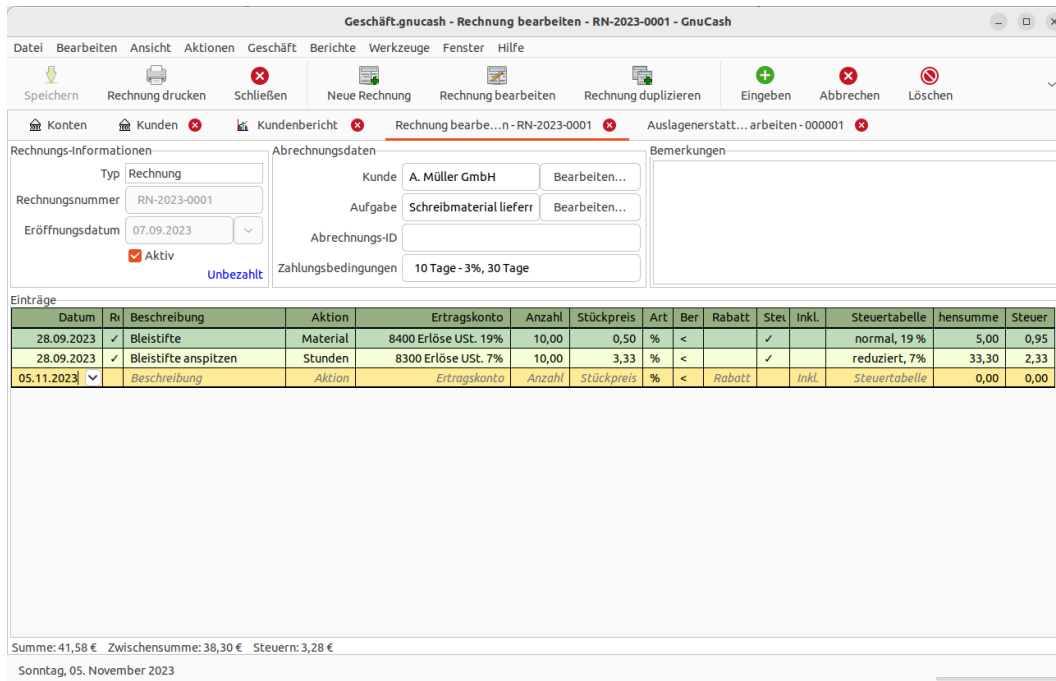 Geschäft.gnucash - Rechnung bearbeiten - RN-2023-0001 - GnuCash
Datei Bearbeiten Ansicht Aktionen Geschäft Berichte Werkzeuge Fenster Hilfe
Speichern Rechnung drucken Schließen Neue Rechnung Rechnung bearbeiten Rechnung duplizieren Eingeben Abbrechen Löschen
Konten Kunden Kundenbericht Rechnung bearbe…n - RN-2023-0001 Auslagenerstatt… arbeiten - 000001
Rechnungs-Informationen Abrechnungsdaten Bemerkungen
Typ Rechnung Kunde A. Müller GmbH Bearbeiten…
Rechnungsnummer RN-2023-0001 Aufgabe Schreibmaterial lieferr Bearbeiten…
Eröffnungsdatum 07.09.2023 Abrechnungs-ID
Aktiv
Unbezahlt Zahlungsbedingungen 10 Tage - 3%, 30 Tage
Einträge
Datum Re Beschreibung Aktion Ertragskonto Anzahl Stückpreis Art Ber Rabatt Steu Inkl. Steuertabelle hensumme Steuer
28.09.2023 ✓ Bleistifte Material 8400 Erlöse USt. 19% 10,00 0,50 % < ✓ normal, 19 % 5,00 0,95
28.09.2023 ✓ Bleistifte anspitzen Stunden 8300 Erlöse USt. 7% 10,00 3,33 % < ✓ reduziert, 7% 33,30 2,33
05.11.2023 Beschreibung Aktion Ertragskonto Anzahl Stückpreis % < Rabatt Inkl. Steuertabelle 0,00 0,00
Summe: 41,58 € Zwischensumme: 38,30 € Steuern: 3,28 €
Sonntag, 05. November 2023